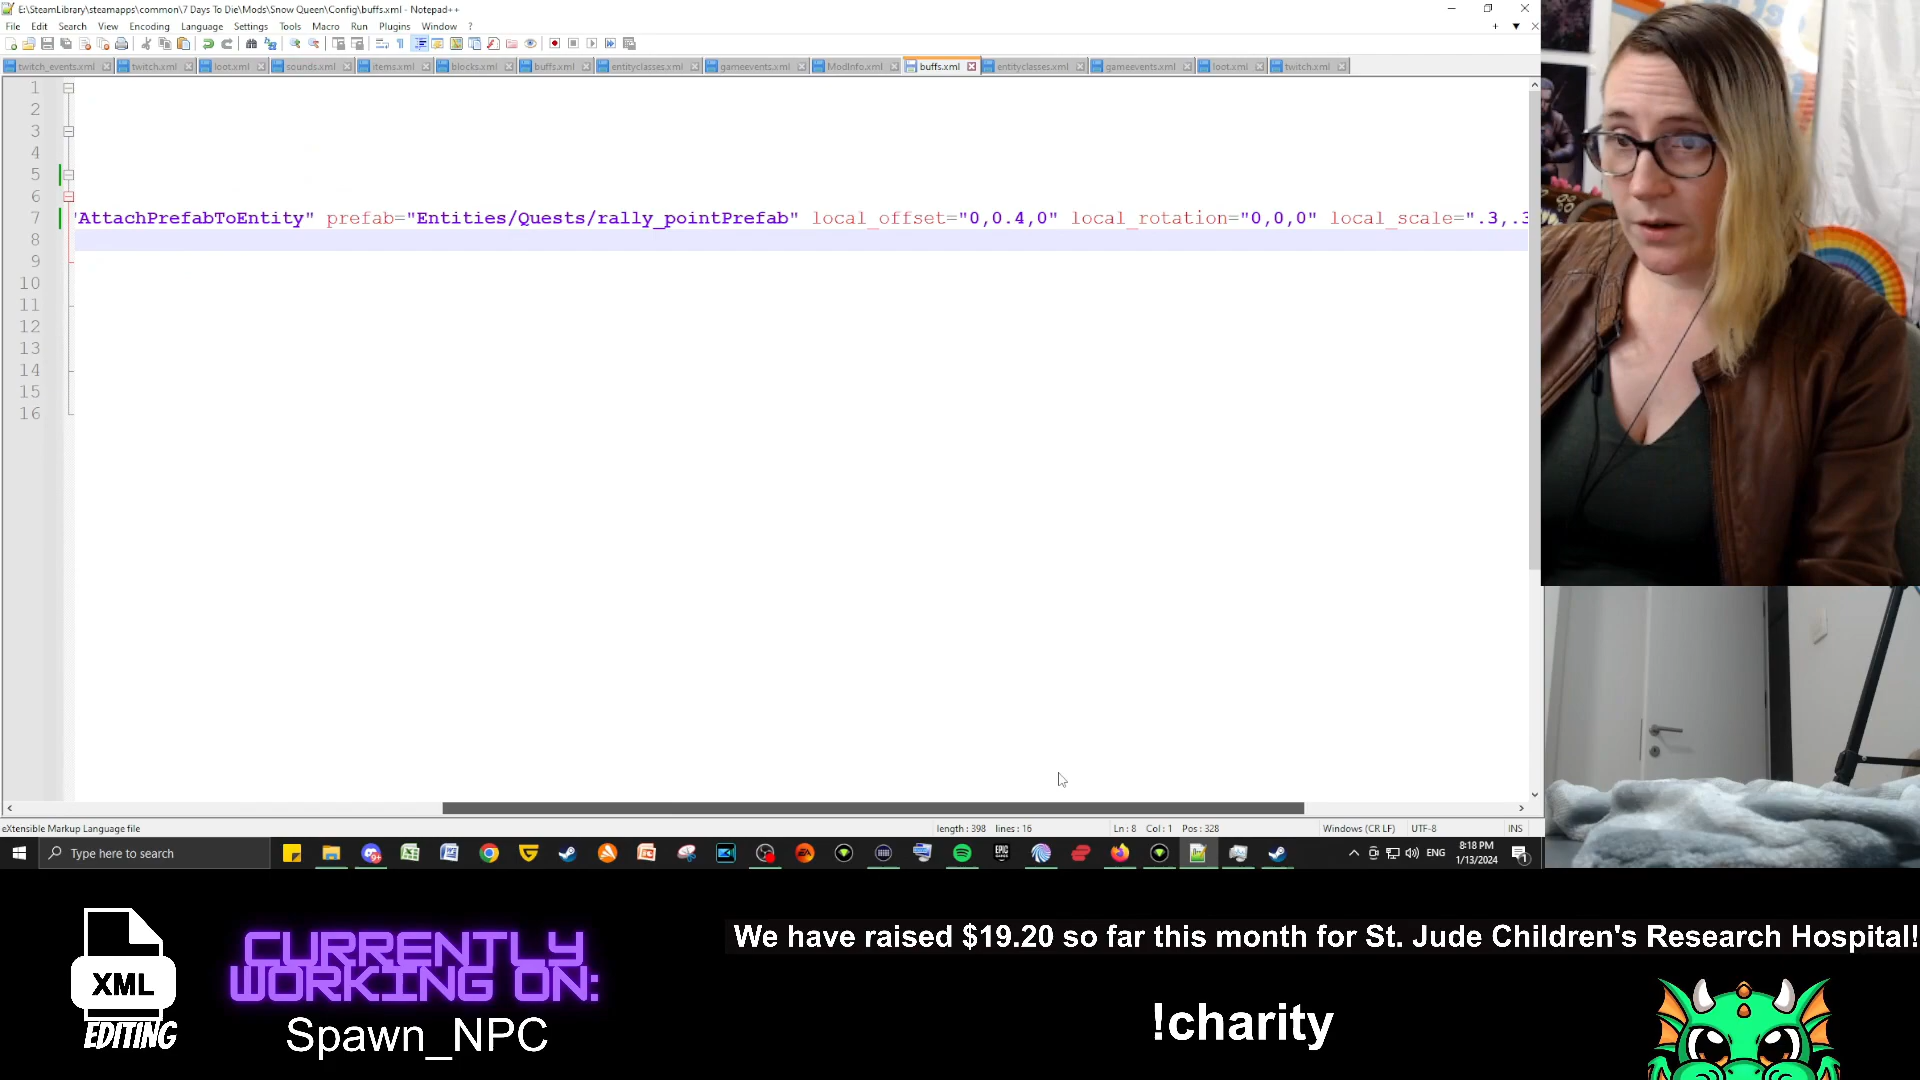 E:\SteamLibrary\steamapps\common\7 Days To Die\Mods\Snow Queen\Config\buffs.xml - Notepad++
File Edit Search View Encoding Language Settings Tools Macro Run Plugins Window ?
twitch_events.xml twitch.xml loot.xml sounds.xml items.xml blocks.xml buffs.xml entityclasses.xml gameevents.xml ModInfo.xml buffs.xml entityclasses.xml gameevents.xml loot.xml twitch.xml
1
2
3
4
5
6
7 "AttachPrefabToEntity" prefab="Entities/Quests/rally_pointPrefab" local_offset="0,0.4,0" local_rotation="0,0,0" local_scale=".3,.3
8
9
10
11
12
13
14
15
16
eXtensible Markup Language file length : 398 lines : 16 Ln : 8 Col : 1 Pos : 328 Windows (CR LF) UTF-8 INS
Type here to search
ENG
8:18 PM
1/13/2024
XML
EDITING
CURRENTLY
WORKING ON:
Spawn_NPC
We have raised $19.20 so far this month for St. Jude Children's Research Hospital!
!charity